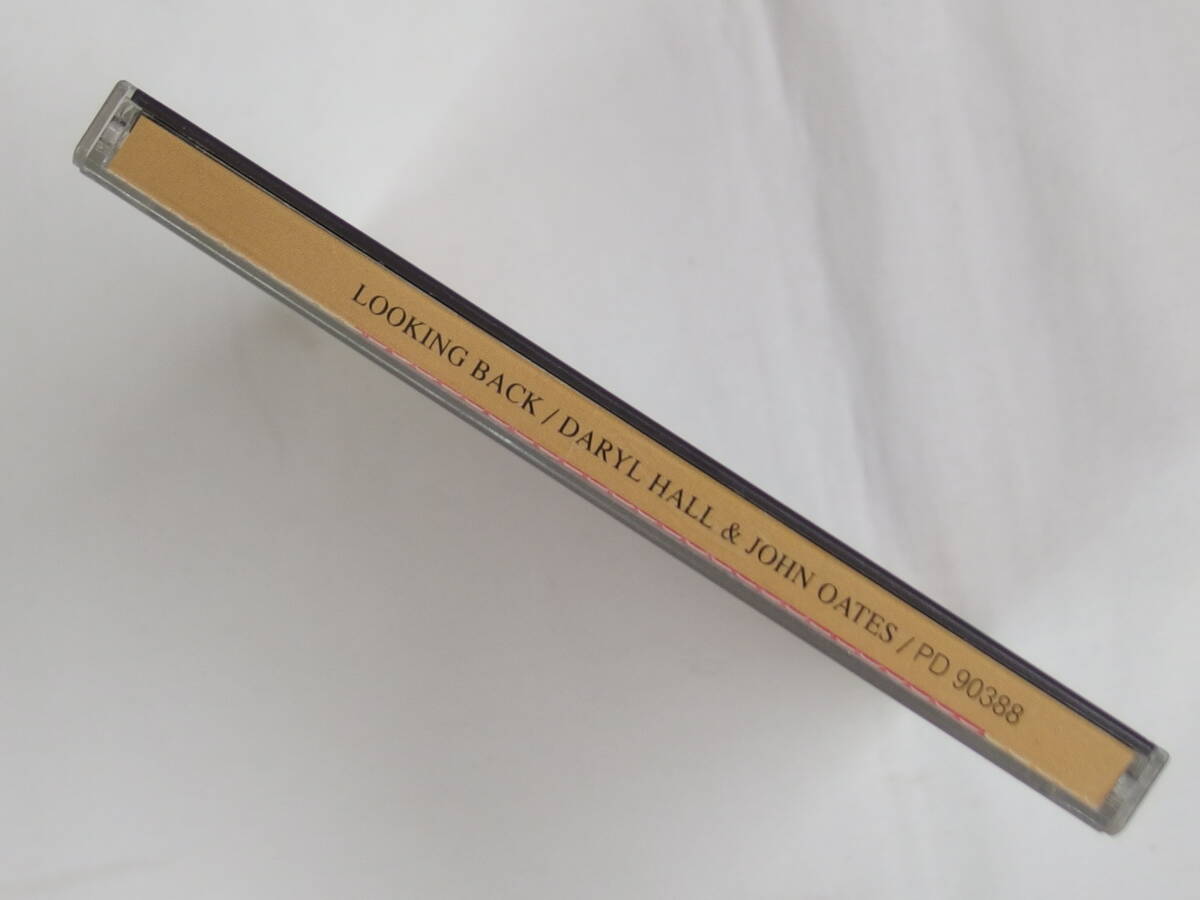 LOOKING BACK / DARYL HALL & JOHN OATES / PD 90388